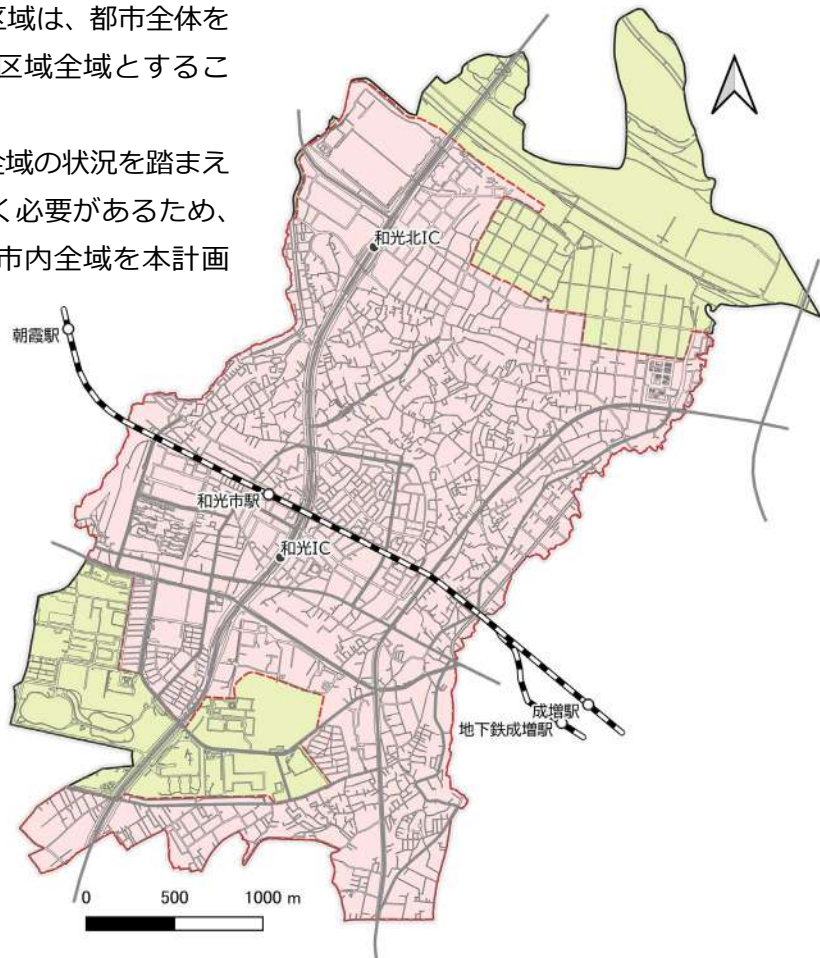 区域は、都市全体を
区域全域とするこ
全域の状況を踏まえ
く必要があるため、
市内全域を本計画
和光北IC
朝霞駅
和光市駅
和光IC
成増駅
地下鉄成増駅
0 500 1000 m